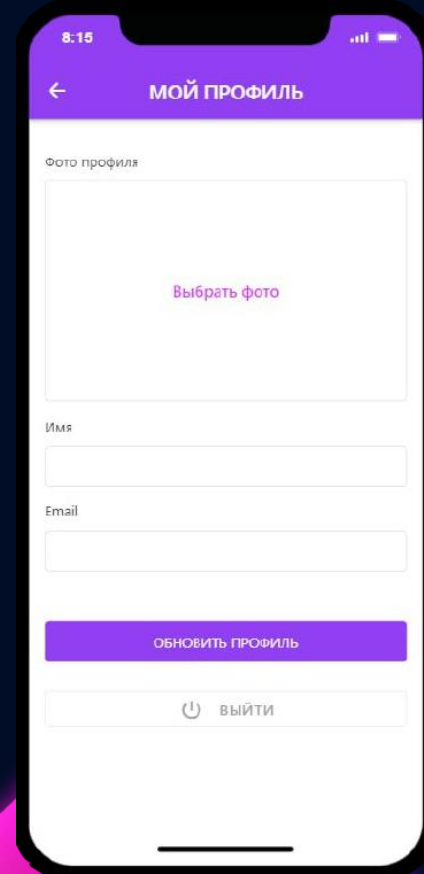 8:15
МОЙ ПРОФИЛЬ
Фото профиля
Выбрать фото
Имя
Email
ОБНОВИТЬ ПРОФИЛЬ
ВЫЙТИ